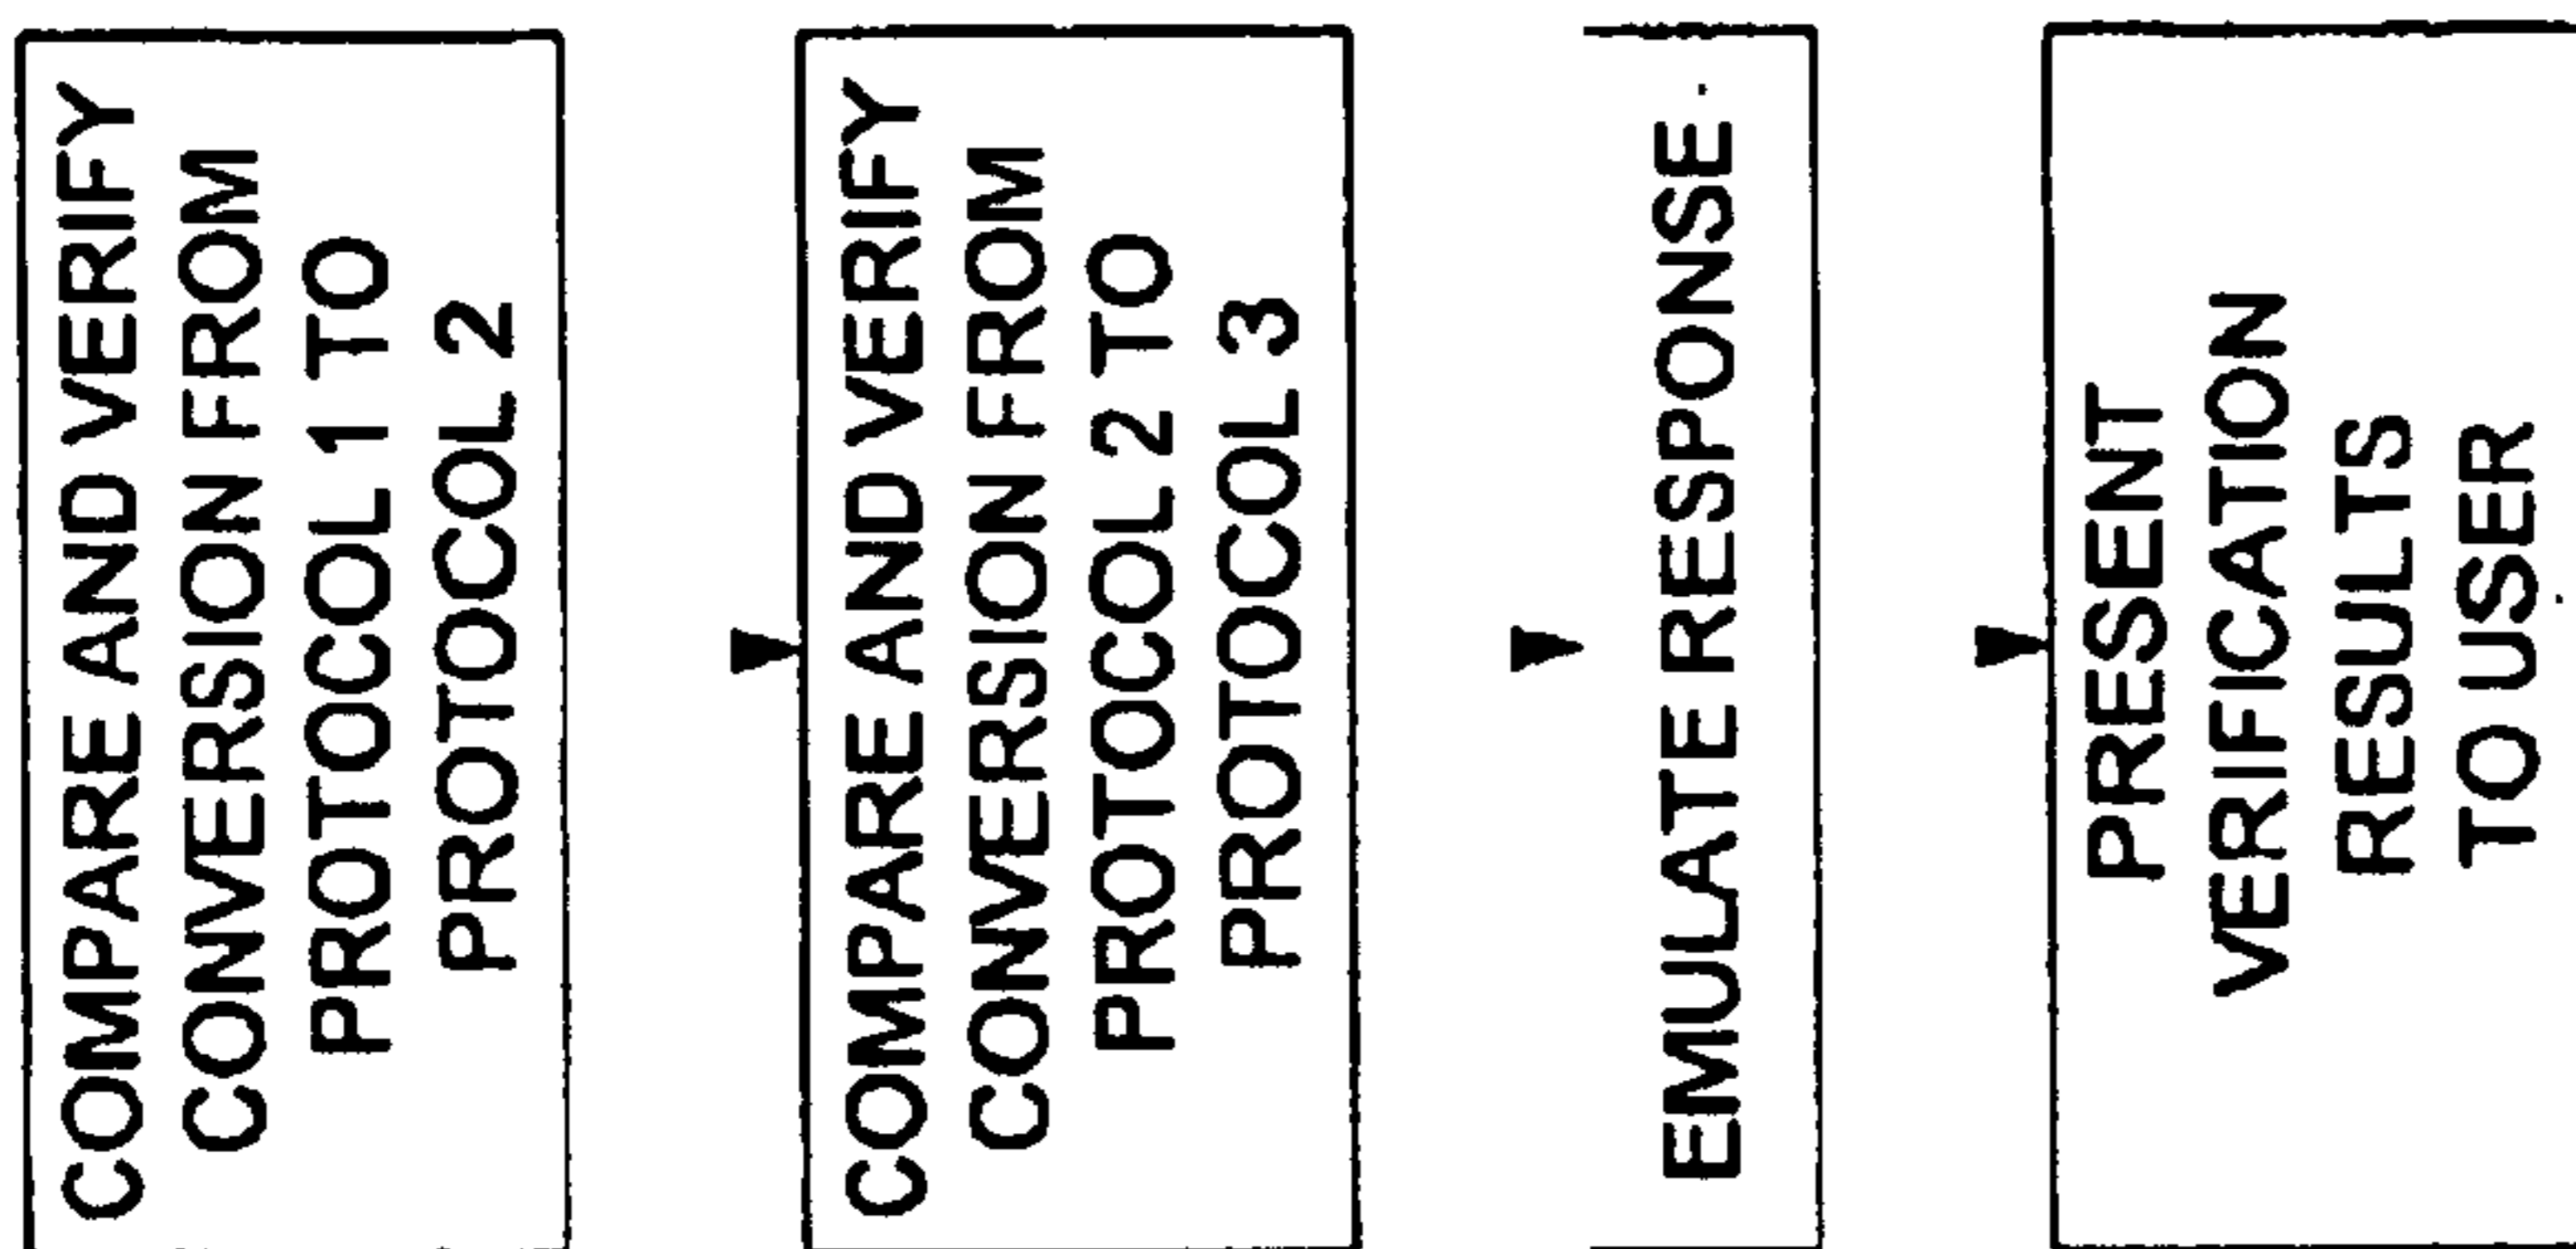 COMPARE AND VERIFY
CONVERSION FROM
PROTOCOL 1 TO
PROTOCOL 2
COMPARE AND VERIFY
CONVERSION FROM
PROTOCOL 2 TO
PROTOCOL 3
EMULATE RESPONSE
PRESENT
VERIFICATION
RESULTS
TO USER